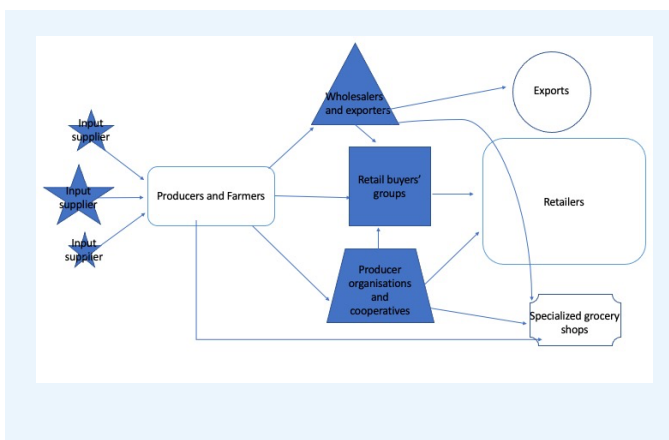 Wholesalers
and exporters
Exports
Input
supplier
Input
supplier
Producers and Farmers
Retail buyers'
groups
Retailers
Input
supplier
Producer
organisations
and
cooperatives
Specialized grocery
shops